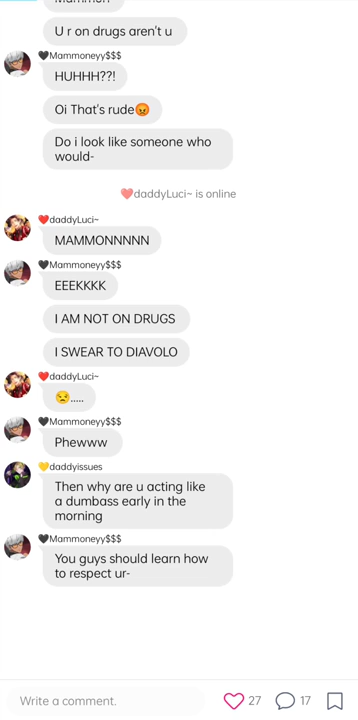 Mammon
U r on drugs aren't u
🖤Mammoneyy$$$
HUHHH??!
Oi That's rude😡
Do i look like someone who
would-
❤️daddyLuci~ is online
❤️daddyLuci~
MAMMONNNNN
🖤Mammoneyy$$$
EEEKKKK
I AM NOT ON DRUGS
I SWEAR TO DIAVOLO
❤️daddyLuci~
😒.....
🖤Mammoneyy$$$
Phewww
💛daddyissues
Then why are u acting like
a dumbass early in the
morning
🖤Mammoneyy$$$
You guys should learn how
to respect ur-
Write a comment.
27
17